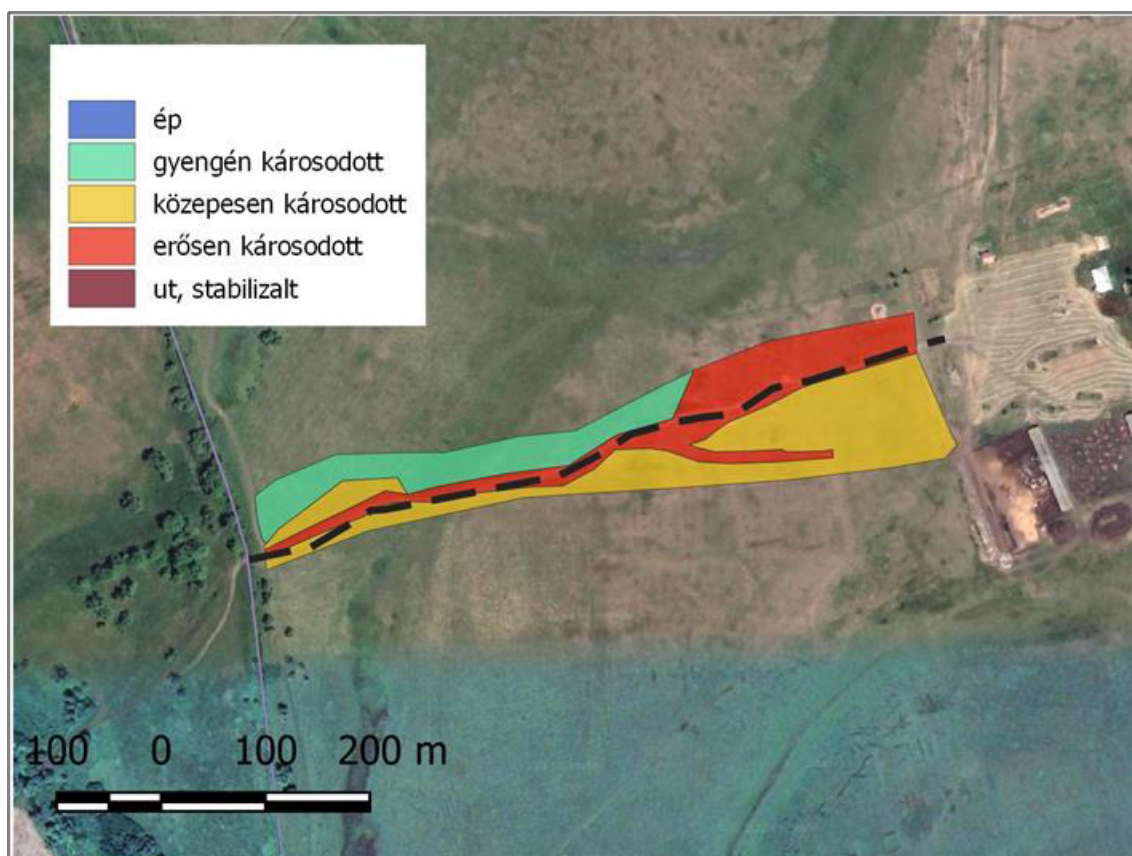 ép
gyengén károsodott
közepesen károsodott
erősen károsodott
ut, stabilizalt
100 0 100 200 m